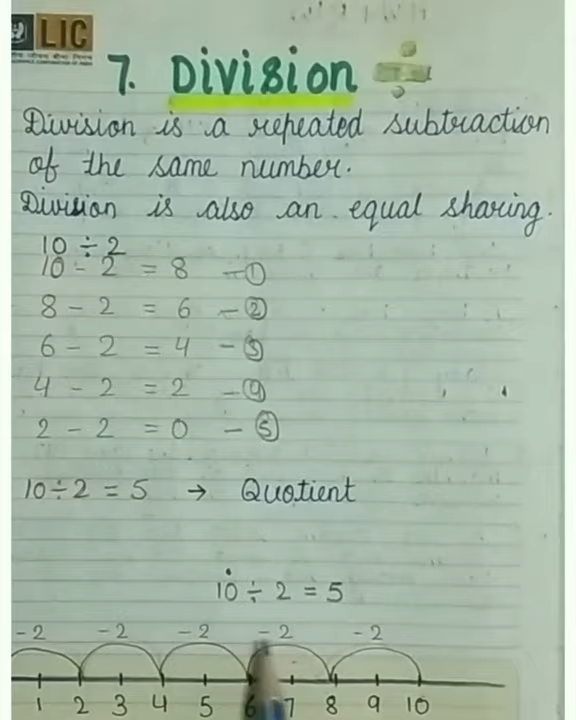 LIC
7. Division ÷
Division is a repeated subtraction
of the same number.
Division is also an equal sharing.
10 ÷ 2
10 - 2 = 8 - ①
8 - 2 = 6 - ②
6 - 2 = 4 - ③
4 - 2 = 2 - ④
2 - 2 = 0 - ⑤
10 ÷ 2 = 5 → Quotient
10 ÷ 2 = 5
-2 -2 -2 -2 -2
1 2 3 4 5 6 7 8 9 10